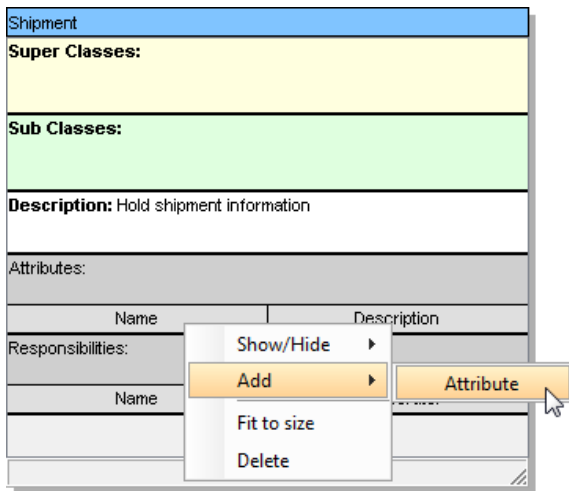 Shipment
Super Classes:
Sub Classes:
Description: Hold shipment information
Attributes:
Name Description
Responsibilities:
Show/Hide
Add Attribute
Name
Fit to size
Delete